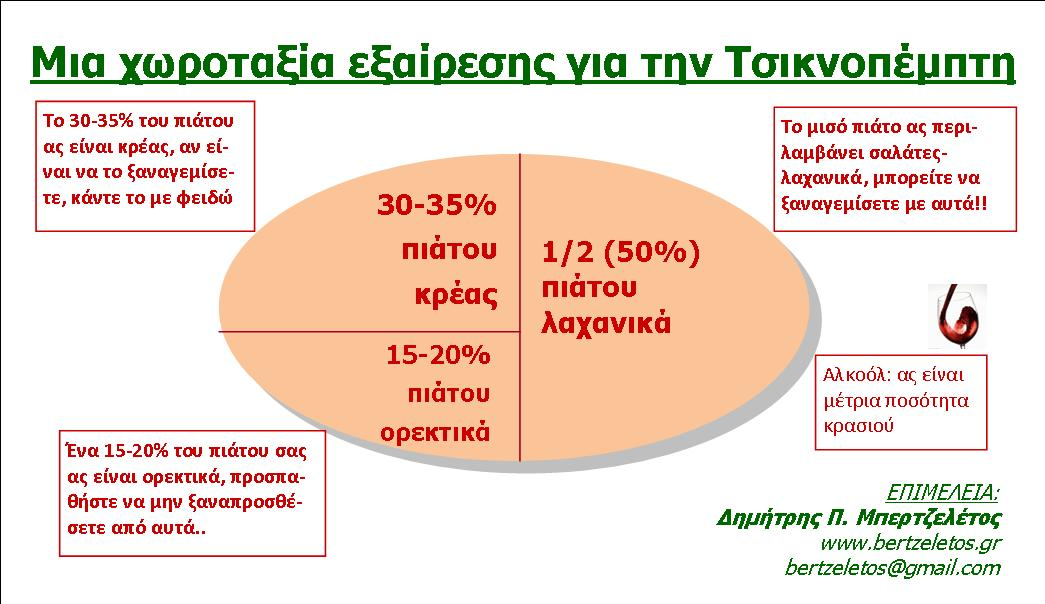 Μια χωροταξία εξαίρεσης για την Τσικνοπέμπτη
Το 30-35% του πιάτου
ας είναι κρέας, αν εί-
ναι να το ξαναγεμίσε-
τε, κάντε το με φειδώ
Το μισό πιάτο ας περι-
λαμβάνει σαλάτες-
λαχανικά, μπορείτε να
ξαναγεμίσετε με αυτά!!
30-35%
πιάτου
κρέας
1/2 (50%)
πιάτου
λαχανικά
15-20%
πιάτου
ορεκτικά
Αλκοόλ: ας είναι
μέτρια ποσότητα
κρασιού
Ένα 15-20% του πιάτου σας
ας είναι ορεκτικά, προσπα-
θήστε να μην ξαναπροσθέ-
σετε από αυτά..
ΕΠΙΜΕΛΕΙΑ:
Δημήτρης Π. Μπερτζελέτος
www.bertzeletos.gr
bertzeletos@gmail.com